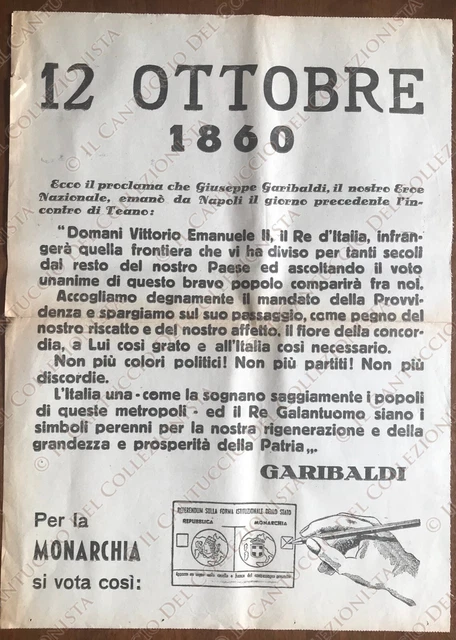 12 OTTOBRE
1860
Ecco il proclama che Giuseppe Garibaldi, il nostro Eroe
Nazionale, emanò da Napoli il giorno precedente l'in-
contro di Teano:
"Domani Vittorio Emanuele II, il Re d'Italia, infran-
gerà quella frontiera che vi ha diviso per tanti secoli
dal resto del nostro Paese ed ascoltando il voto
unanime di questo bravo popolo comparirà fra noi.
Accogliamo degnamente il mandato della Provvi-
denza e spargiamo sul suo passaggio, come pegno del
nostro riscatto e del nostro affetto, il fiore della concor-
dia, a Lui così grato e all'Italia così necessario.
Non più colori politici! Non più partiti! Non più
discordie.
L'Italia una - come la sognano saggiamente i popoli
di queste metropoli - ed il Re Galantuomo siano i
simboli perenni per la nostra rigenerazione e della
grandezza e prosperità della Patria„.
GARIBALDI
Per la
MONARCHIA
si vota così:
REFERENDUM SULLA FORMA ISTITUZIONALE DELLO STATO
REPUBBLICA MONARCHIA
© IL CANTUCCIO DEL COLLEZIONISTA